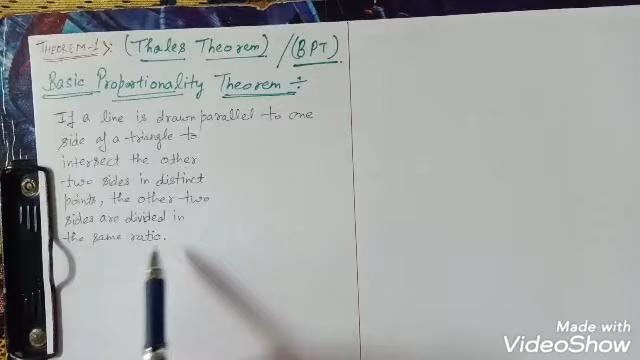 THEOREM-1:- (Thales Theorem) / (BPT)
Basic Proportionality Theorem ÷
If a line is drawn parallel to one
side of a triangle to
intersect the other
two sides in distinct
points, the other two
sides are divided in
the same ratio.
Made with
VideoShow